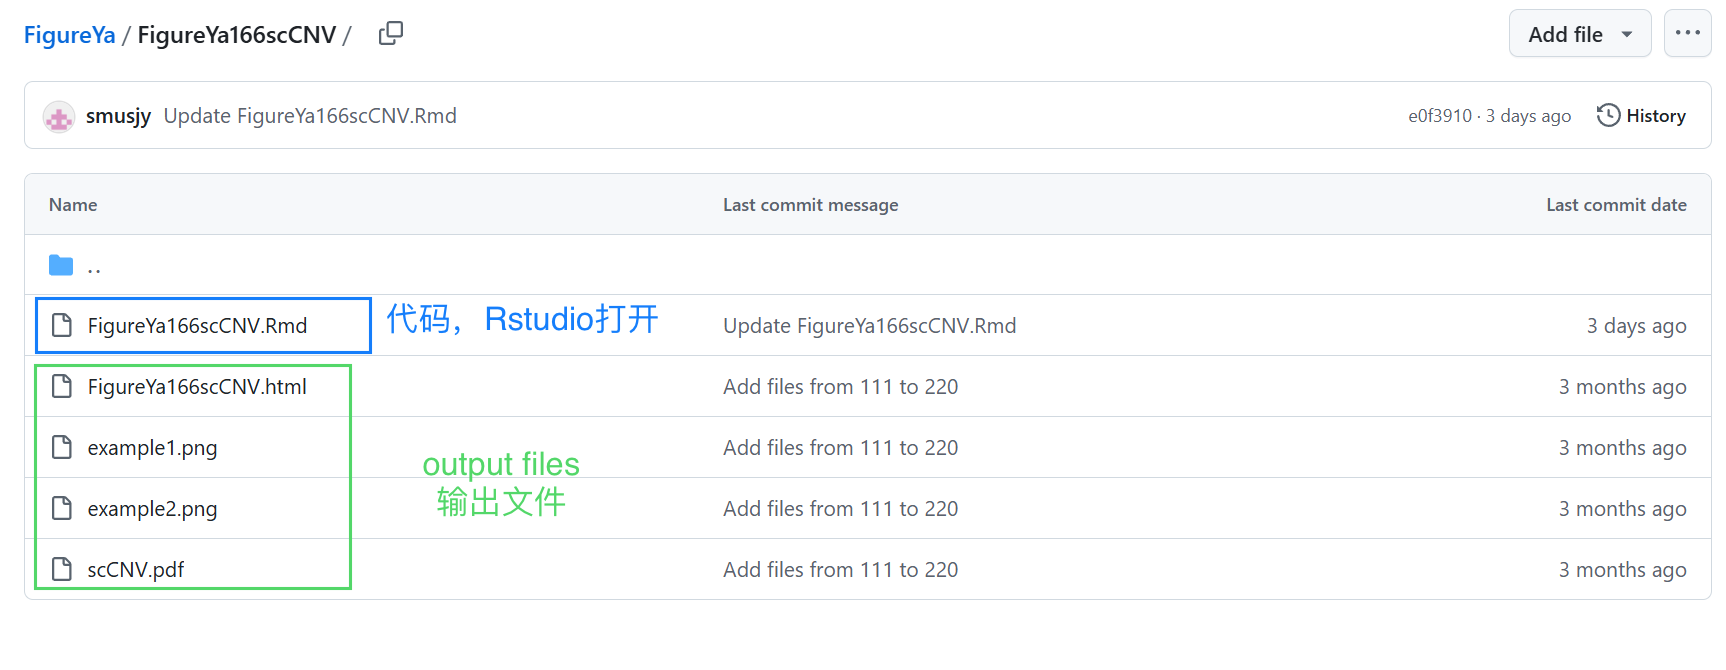 FigureYa / FigureYa166scCNV /
Add file
smusjy Update FigureYa166scCNV.Rmd
e0f3910 · 3 days ago
History
Name Last commit message Last commit date
..
FigureYa166scCNV.Rmd 代码，Rstudio打开 Update FigureYa166scCNV.Rmd 3 days ago
FigureYa166scCNV.html Add files from 111 to 220 3 months ago
example1.png Add files from 111 to 220 3 months ago
output files
输出文件
example2.png Add files from 111 to 220 3 months ago
scCNV.pdf Add files from 111 to 220 3 months ago